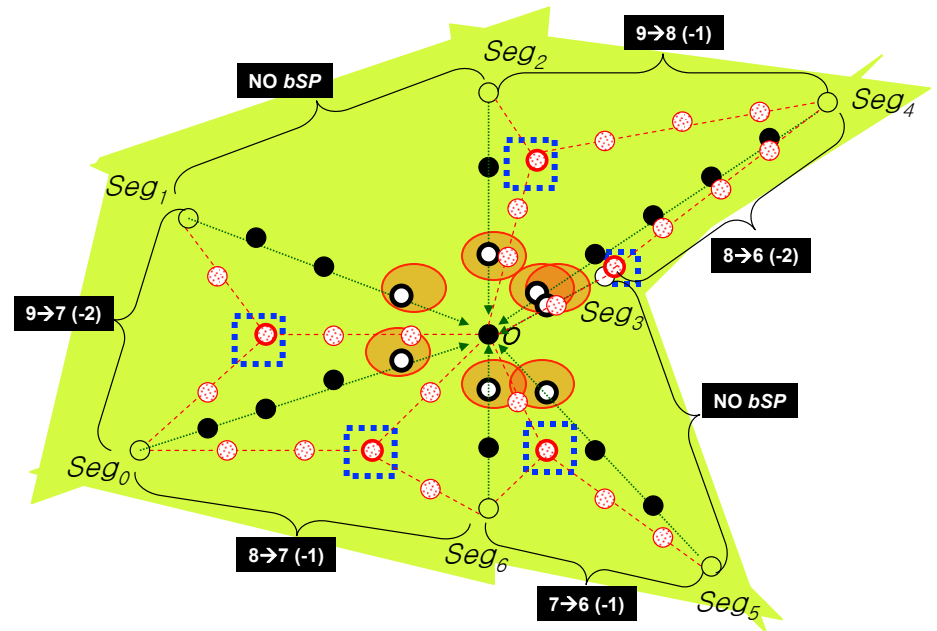 9→8 (-1)
Seg₂
NO bSP
Seg₄
Seg₁
8→6 (-2)
9→7 (-2)
Seg₃
O
NO bSP
Seg₀
8→7 (-1)
Seg₆
7→6 (-1)
Seg₅